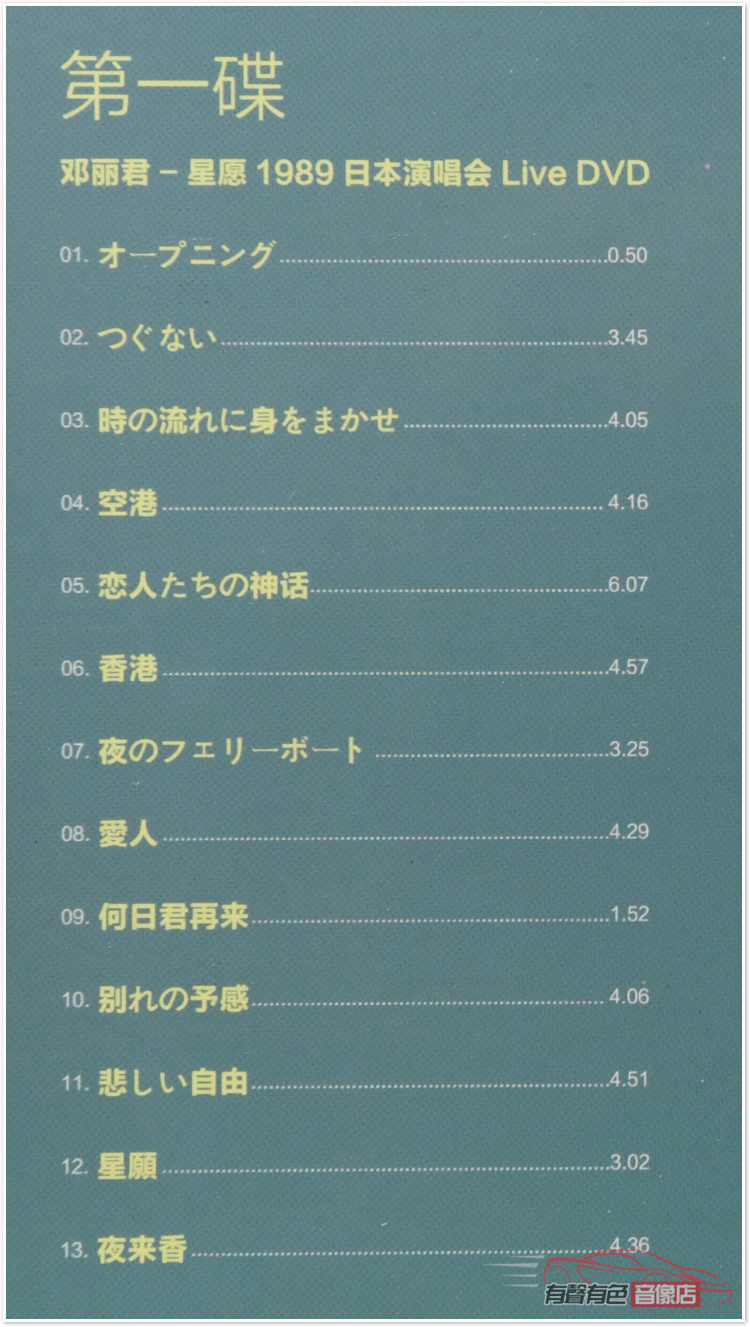 第一碟
邓丽君 – 星愿 1989 日本演唱会 Live DVD
01. オープニング 0.50
02. つぐない 3.45
03. 時の流れに身をまかせ 4.05
04. 空港 4.16
05. 恋人たちの神话 6.07
06. 香港 4.57
07. 夜のフェリーボート 3.25
08. 愛人 4.29
09. 何日君再来 1.52
10. 别れの予感 4.06
11. 悲しい自由 4.51
12. 星願 3.02
13. 夜来香 4.36
有聲有色 音像店